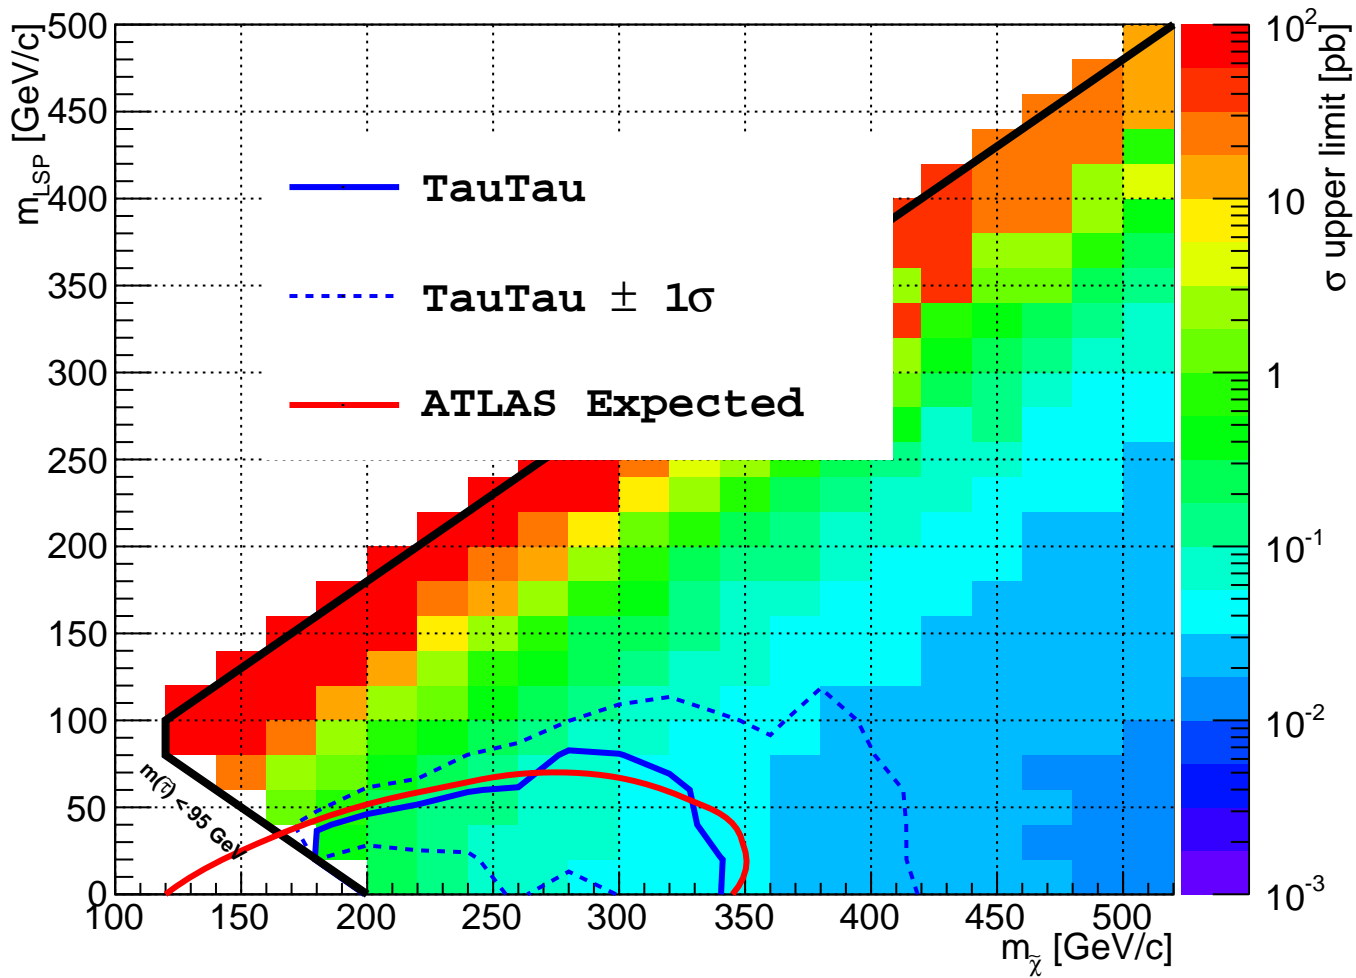 500
450
400
350
300
250
200
150
100
50
0
m_LSP [GeV/c]
TauTau
TauTau ± 1σ
ATLAS Expected
m(τ̃) < 95 GeV
100 150 200 250 300 350 400 450 500
m_χ̃ [GeV/c]
10²
10
1
10⁻¹
10⁻²
10⁻³
σ upper limit [pb]